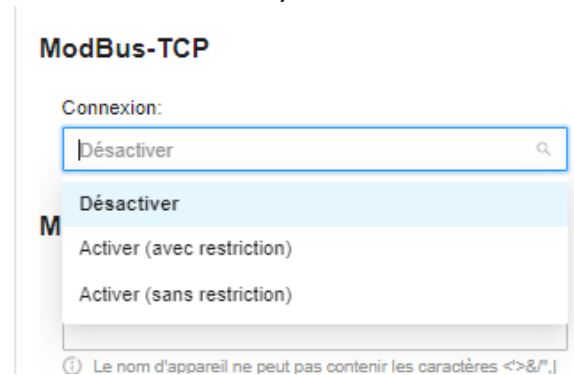 ModBus-TCP
Connexion:
Désactiver
Désactiver
M
Activer (avec restriction)
Activer (sans restriction)
Le nom d'appareil ne peut pas contenir les caractères <'>&/",|